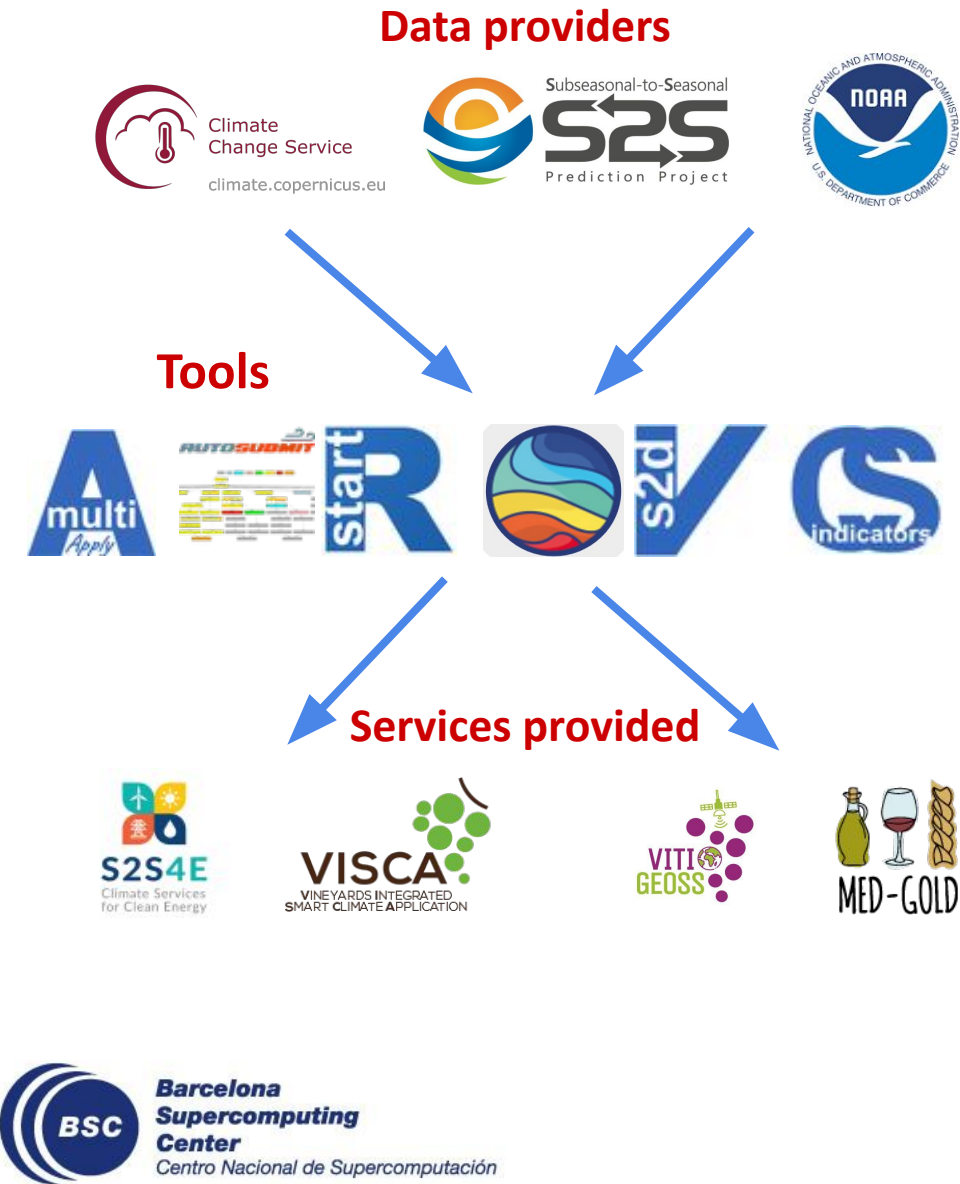 Data providers
Climate
Change Service
climate.copernicus.eu
Subseasonal-to-Seasonal
S2S
Prediction Project
NATIONAL OCEANIC AND ATMOSPHERIC ADMINISTRATION
NOAA
U.S. DEPARTMENT OF COMMERCE
Tools
multi
Apply
AUTOSUBMIT
start
R
s2d
V
CS
indicators
Services provided
S2S4E
Climate Services
for Clean Energy
VISCA
VINEYARDS INTEGRATED
SMART CLIMATE APPLICATION
VITI
GEOSS
MED-GOLD
BSC
Barcelona
Supercomputing
Center
Centro Nacional de Supercomputación